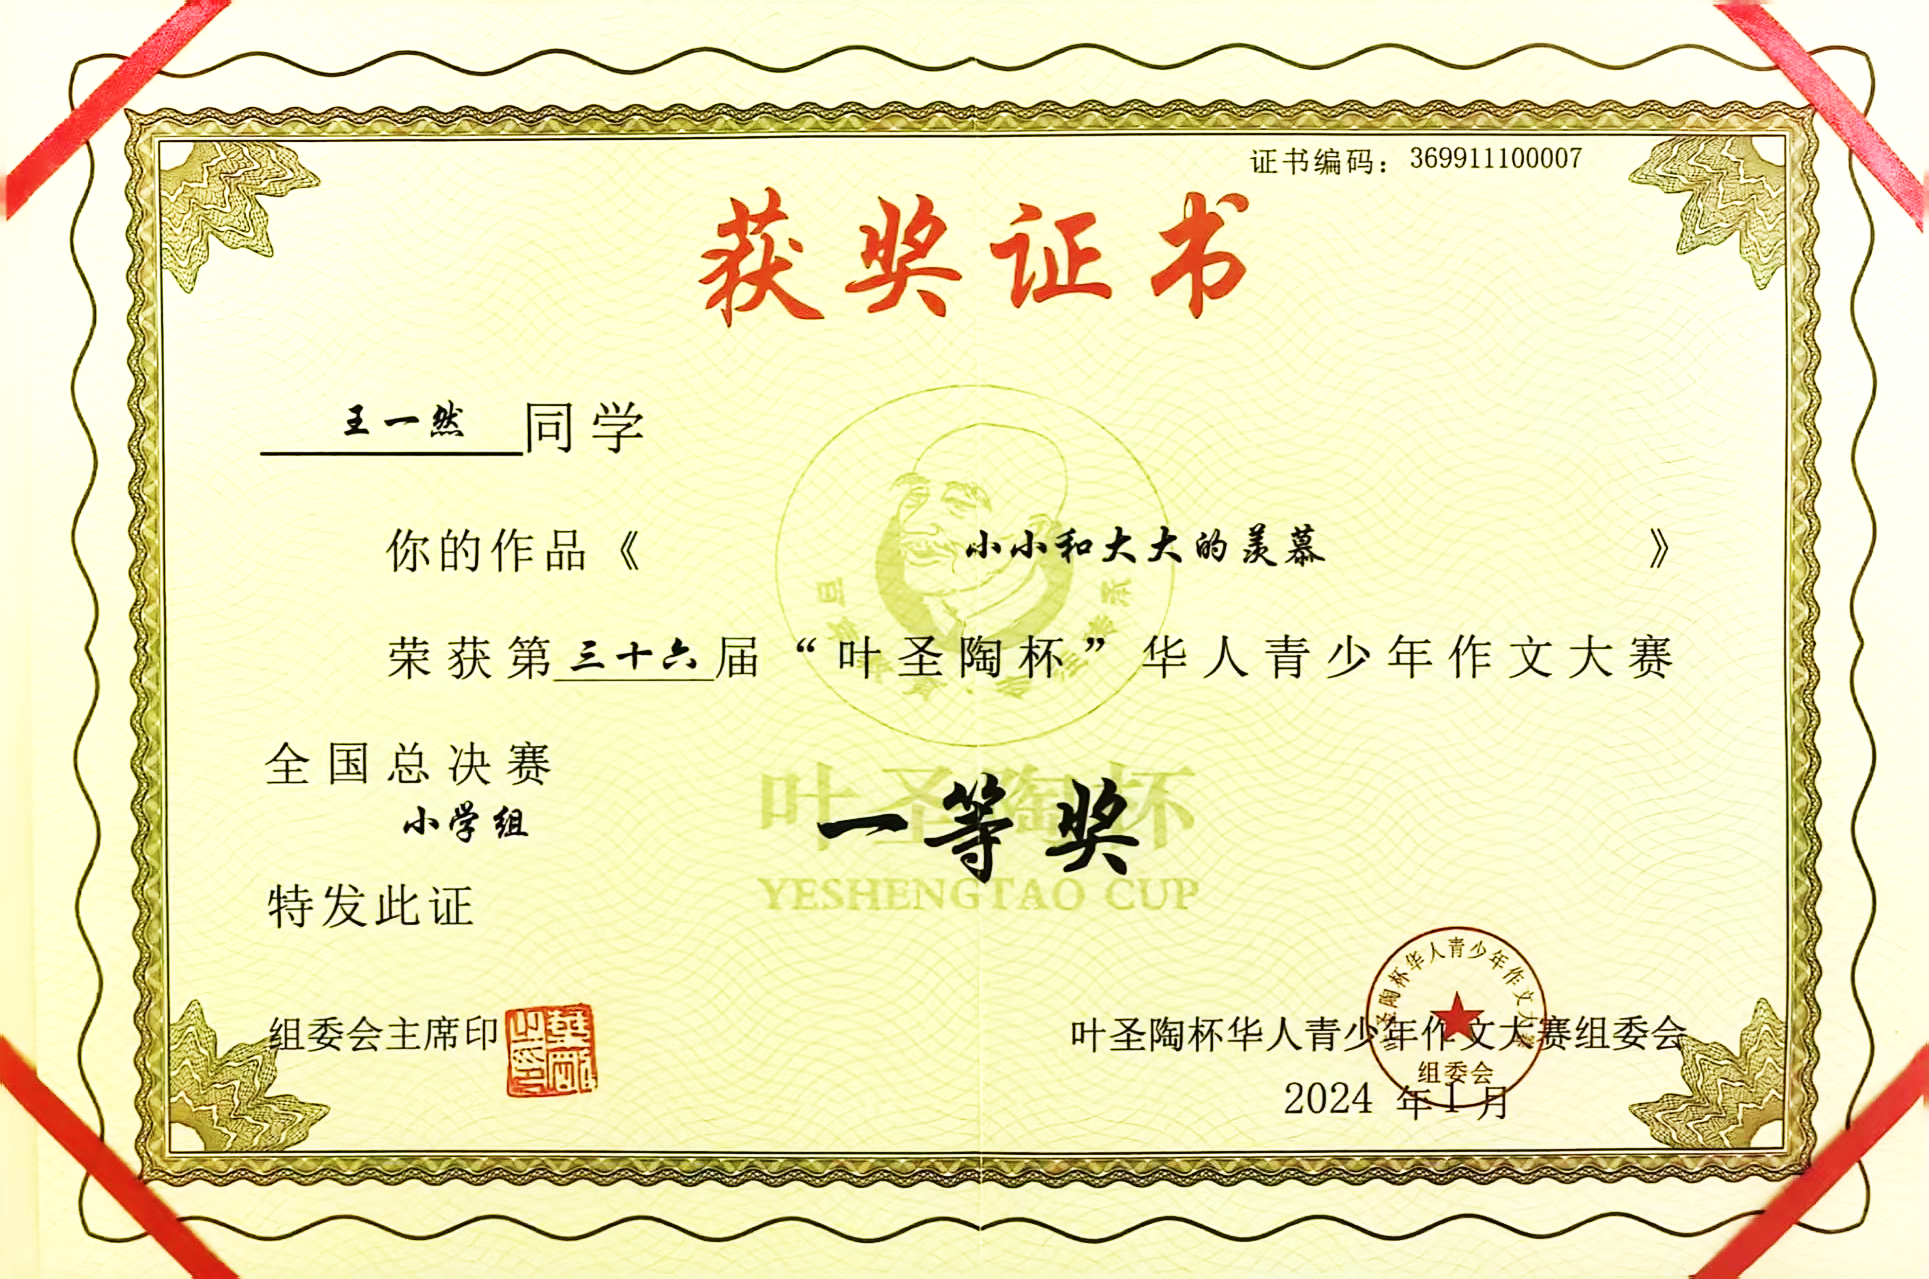 证书编码：369911100007
获奖证书
王一然同学
你的作品《小小和大大的羡慕》
荣获第三十六届“叶圣陶杯”华人青少年作文大赛
全国总决赛
小学组
一等奖
叶圣陶杯
YESHENGTAO CUP
特发此证
组委会主席印
叶圣陶杯华人青少年作文大赛组委会
2024 年 1 月
叶圣陶杯华人青少年作文大赛
组委会